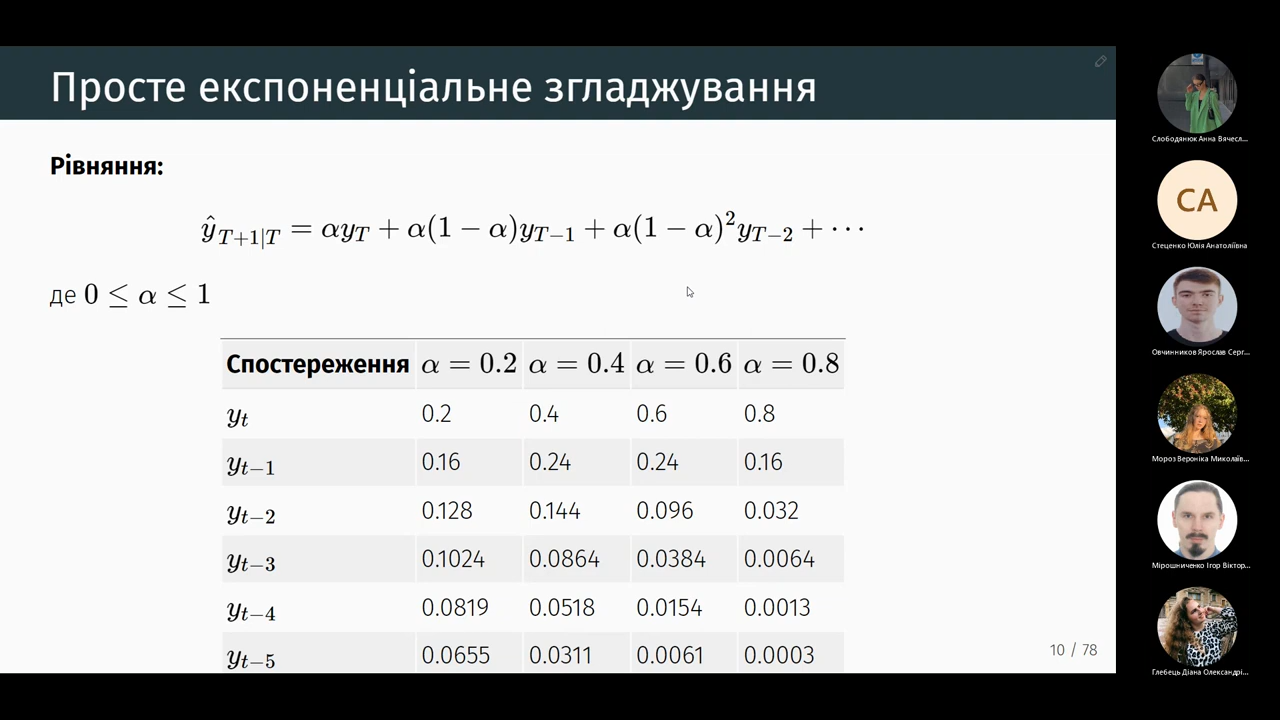 Просте експоненціальне згладжування
Рівняння:
ŷ_{T+1|T} = αy_T + α(1 − α)y_{T−1} + α(1 − α)²y_{T−2} + ⋯
де 0 ≤ α ≤ 1
Спостереження α = 0.2 α = 0.4 α = 0.6 α = 0.8
y_t 0.2 0.4 0.6 0.8
y_{t−1} 0.16 0.24 0.24 0.16
y_{t−2} 0.128 0.144 0.096 0.032
y_{t−3} 0.1024 0.0864 0.0384 0.0064
y_{t−4} 0.0819 0.0518 0.0154 0.0013
y_{t−5} 0.0655 0.0311 0.0061 0.0003
10 / 78
Слободянюк Анна Вячесл...
СА
Стеценко Юлія Анатоліївна
Овчинников Ярослав Серг...
Мороз Вероніка Миколаїв...
Мірошниченко Ігор Віктор...
Глебець Діана Олександрі...